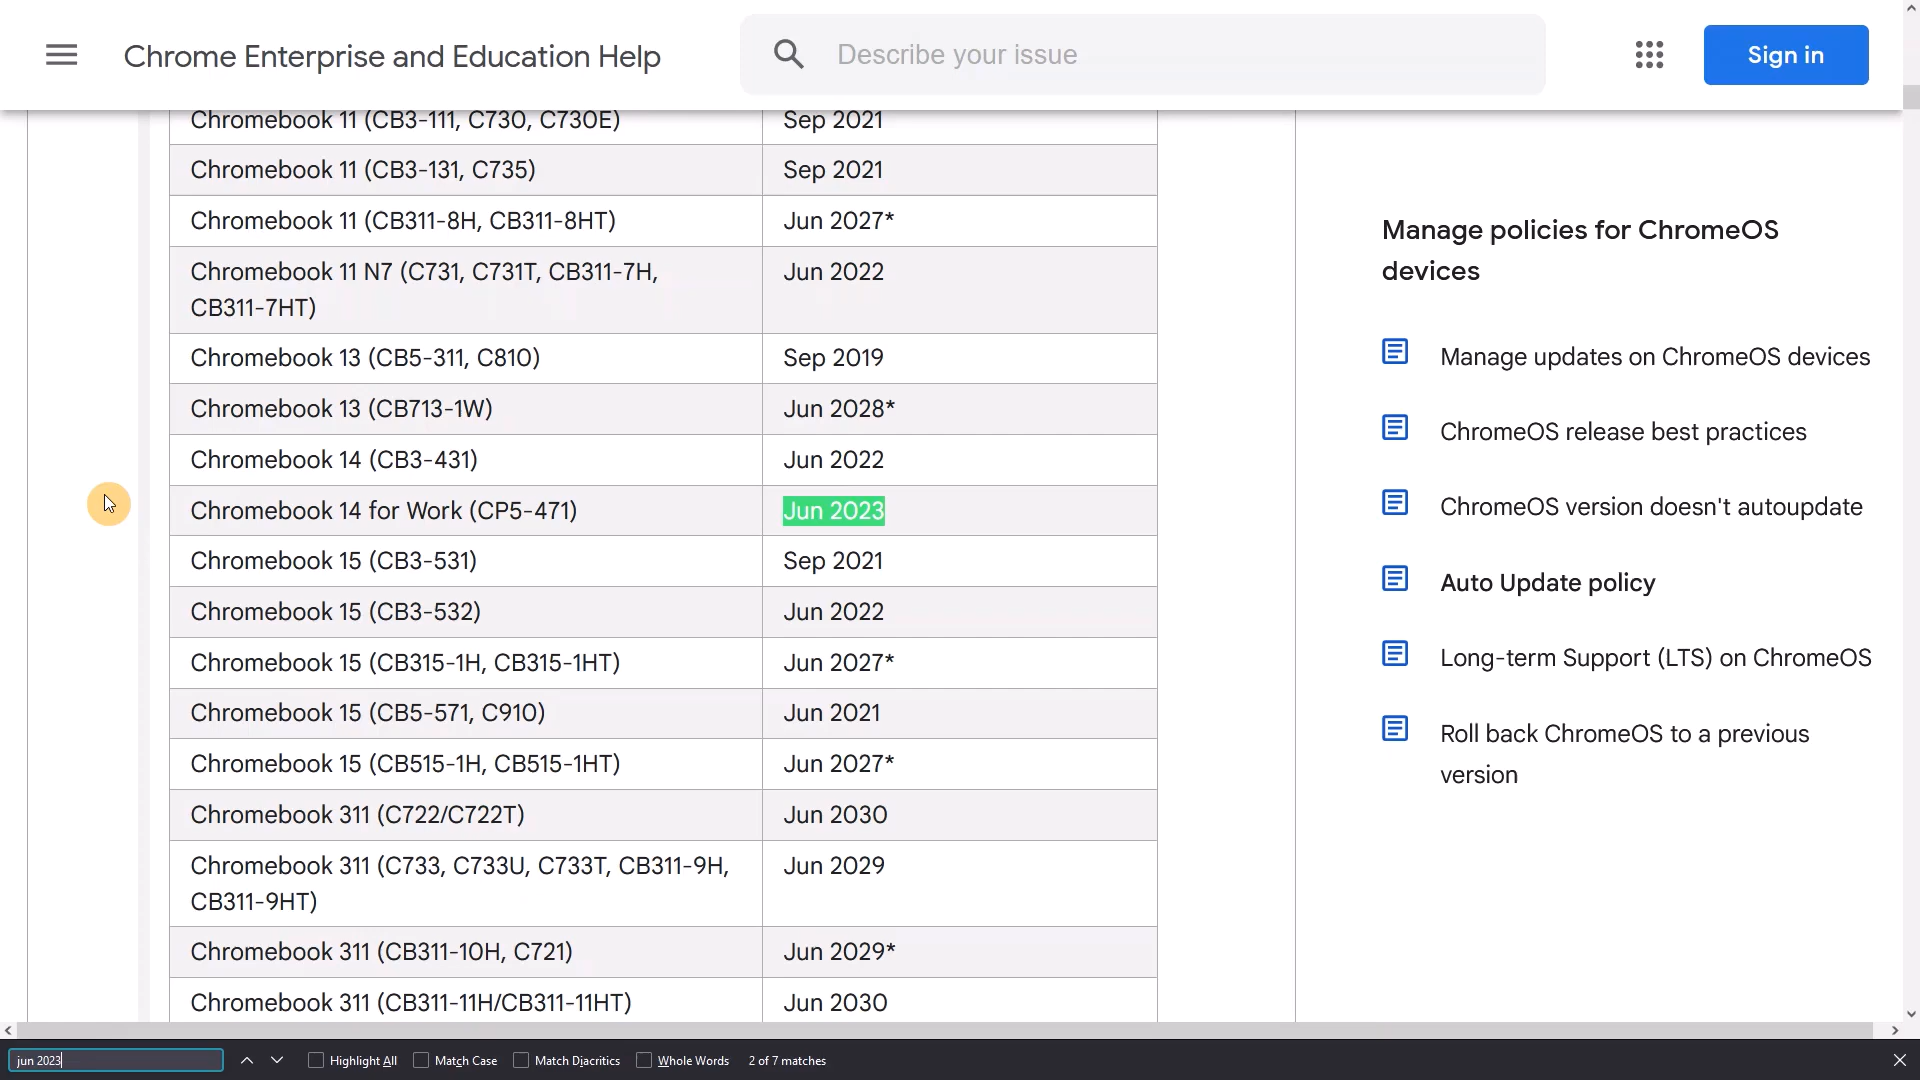 Chrome Enterprise and Education Help
Describe your issue
Sign in
Chromebook 11 (CB3-111, C730, C730E) Sep 2021
Chromebook 11 (CB3-131, C735) Sep 2021
Chromebook 11 (CB311-8H, CB311-8HT) Jun 2027*
Chromebook 11 N7 (C731, C731T, CB311-7H, Jun 2022
CB311-7HT)
Chromebook 13 (CB5-311, C810) Sep 2019
Chromebook 13 (CB713-1W) Jun 2028*
Chromebook 14 (CB3-431) Jun 2022
Chromebook 14 for Work (CP5-471) Jun 2023
Chromebook 15 (CB3-531) Sep 2021
Chromebook 15 (CB3-532) Jun 2022
Chromebook 15 (CB315-1H, CB315-1HT) Jun 2027*
Chromebook 15 (CB5-571, C910) Jun 2021
Chromebook 15 (CB515-1H, CB515-1HT) Jun 2027*
Chromebook 311 (C722/C722T) Jun 2030
Chromebook 311 (C733, C733U, C733T, CB311-9H, Jun 2029
CB311-9HT)
Chromebook 311 (CB311-10H, C721) Jun 2029*
Chromebook 311 (CB311-11H/CB311-11HT) Jun 2030
Manage policies for ChromeOS
devices
Manage updates on ChromeOS devices
ChromeOS release best practices
ChromeOS version doesn't autoupdate
Auto Update policy
Long-term Support (LTS) on ChromeOS
Roll back ChromeOS to a previous
version
jun 2023 Highlight All Match Case Match Diacritics Whole Words 2 of 7 matches